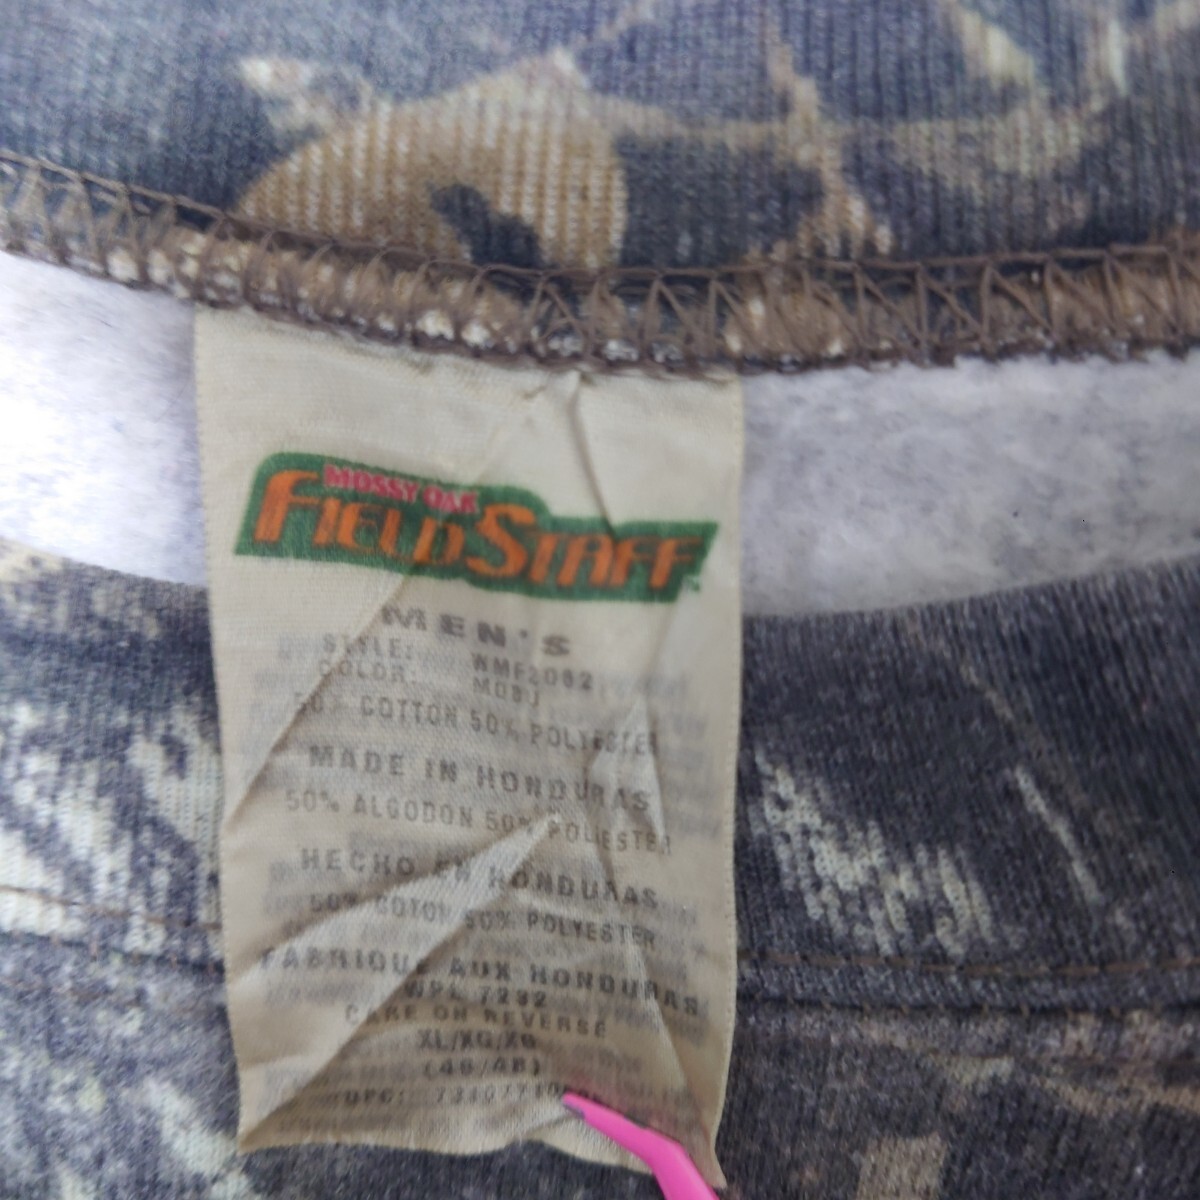 MOSSY OAK
FIELD STAFF
MEN'S
STYLE: WMF2082
COLOR: MOBJ
50% COTTON 50% POLYESTER
MADE IN HONDURAS
50% ALGODON 50% POLIESTER
HECHO EN HONDURAS
50% COTON 50% POLYESTER
FABRIQUE AUX HONDURAS
WPL 7232
CARE ON REVERSE
XL/XG/XG
(46/48)